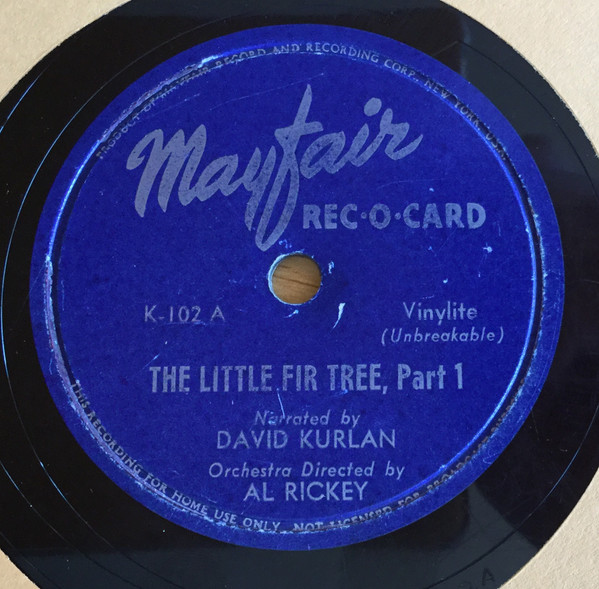 PRODUCT OF MAYFAIR RECORD AND RECORDING CORP. NEW YORK
Mayfair
REC·O·CARD
K-102 A
Vinylite
(Unbreakable)
THE LITTLE FIR TREE, Part 1
Narrated by
DAVID KURLAN
Orchestra Directed by
AL RICKEY
THIS RECORDING FOR HOME USE ONLY, NOT LICENSED FOR BROADCAST